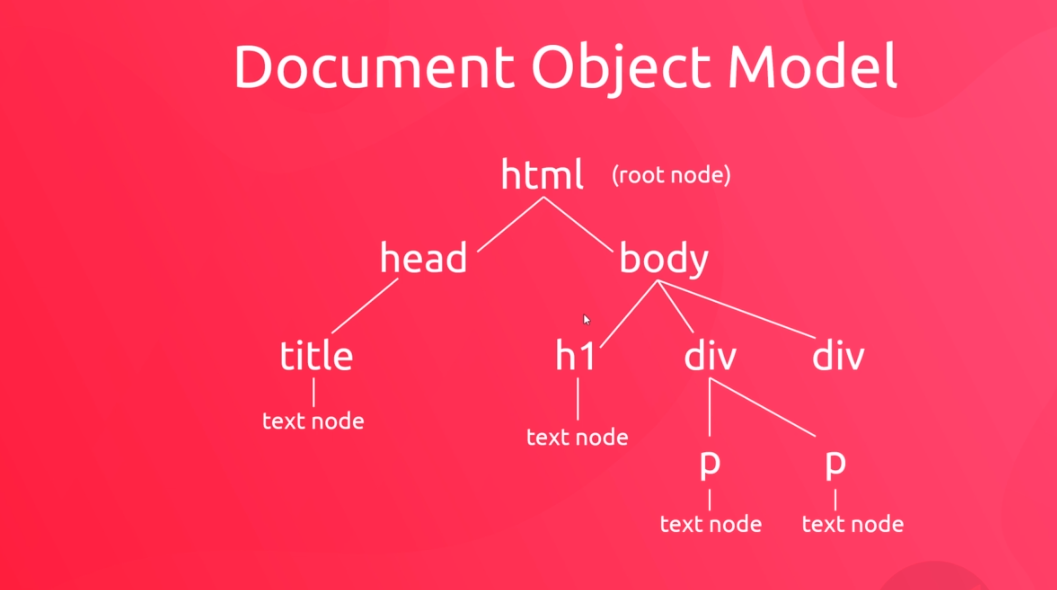 Document Object Model
html (root node)
head body
title h1 div div
text node
text node
p p
text node text node